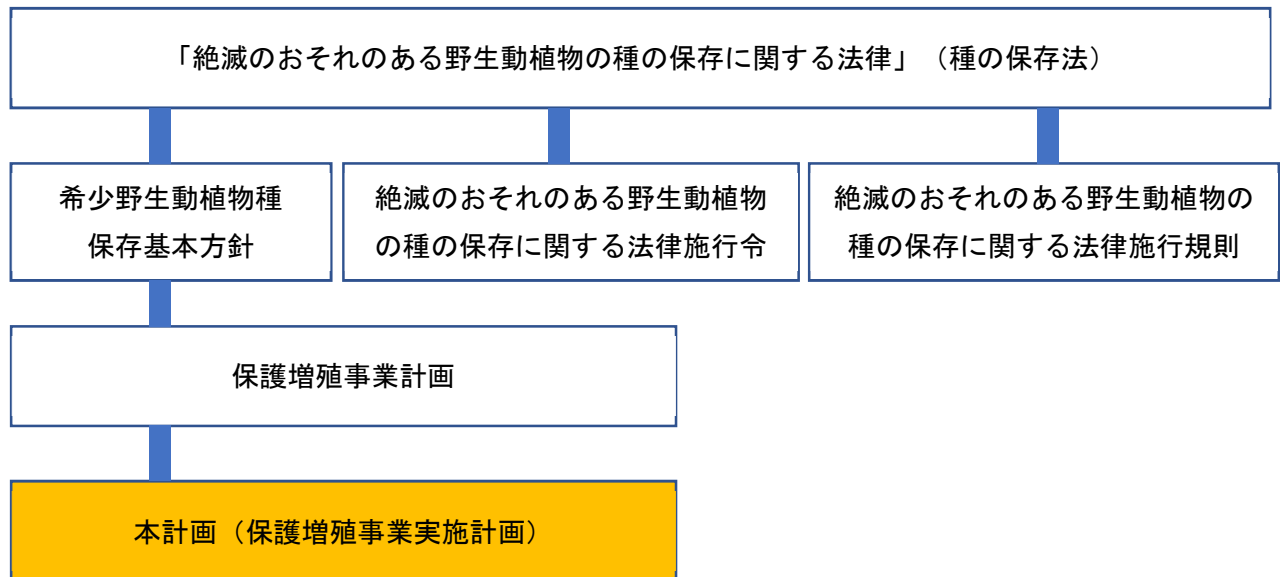 「絶滅のおそれのある野生動植物の種の保存に関する法律」（種の保存法）
希少野生動植物種
保存基本方針
絶滅のおそれのある野生動植物
の種の保存に関する法律施行令
絶滅のおそれのある野生動植物の
種の保存に関する法律施行規則
保護増殖事業計画
本計画（保護増殖事業実施計画）